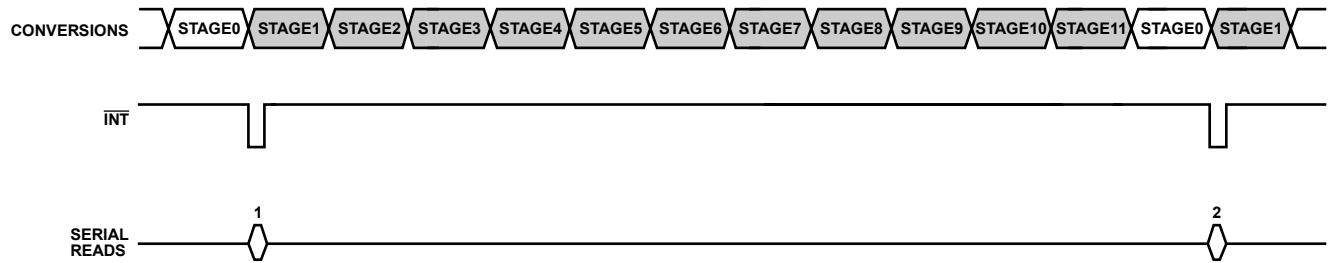 CONVERSIONS STAGE0 STAGE1 STAGE2 STAGE3 STAGE4 STAGE5 STAGE6 STAGE7 STAGE8 STAGE9 STAGE10 STAGE11 STAGE0 STAGE1
INT
1 2
SERIAL
READS